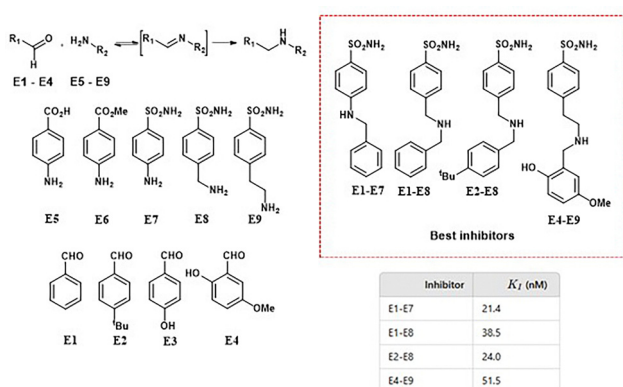 R1 O H + H2N R2 R1 N R2 R1 H N R2
E1 - E4 E5 - E9
CO2H CO2Me SO2NH2 SO2NH2 SO2NH2
NH2 NH2 NH2 NH2 NH2
E5 E6 E7 E8 E9
CHO CHO CHO CHO
HO
OMe
tBu OH
E1 E2 E3 E4
SO2NH2 SO2NH2 SO2NH2 SO2NH2
HN NH NH NH
tBu HO OMe
E1-E7 E1-E8 E2-E8 E4-E9
Best inhibitors
Inhibitor KI (nM)
E1-E7 21.4
E1-E8 38.5
E2-E8 24.0
E4-E9 51.5